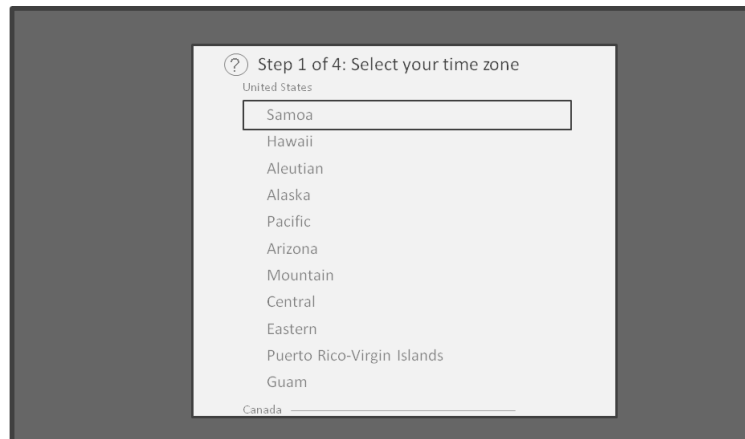 ? Step 1 of 4: Select your time zone
United States
Samoa
Hawaii
Aleutian
Alaska
Pacific
Arizona
Mountain
Central
Eastern
Puerto Rico-Virgin Islands
Guam
Canada